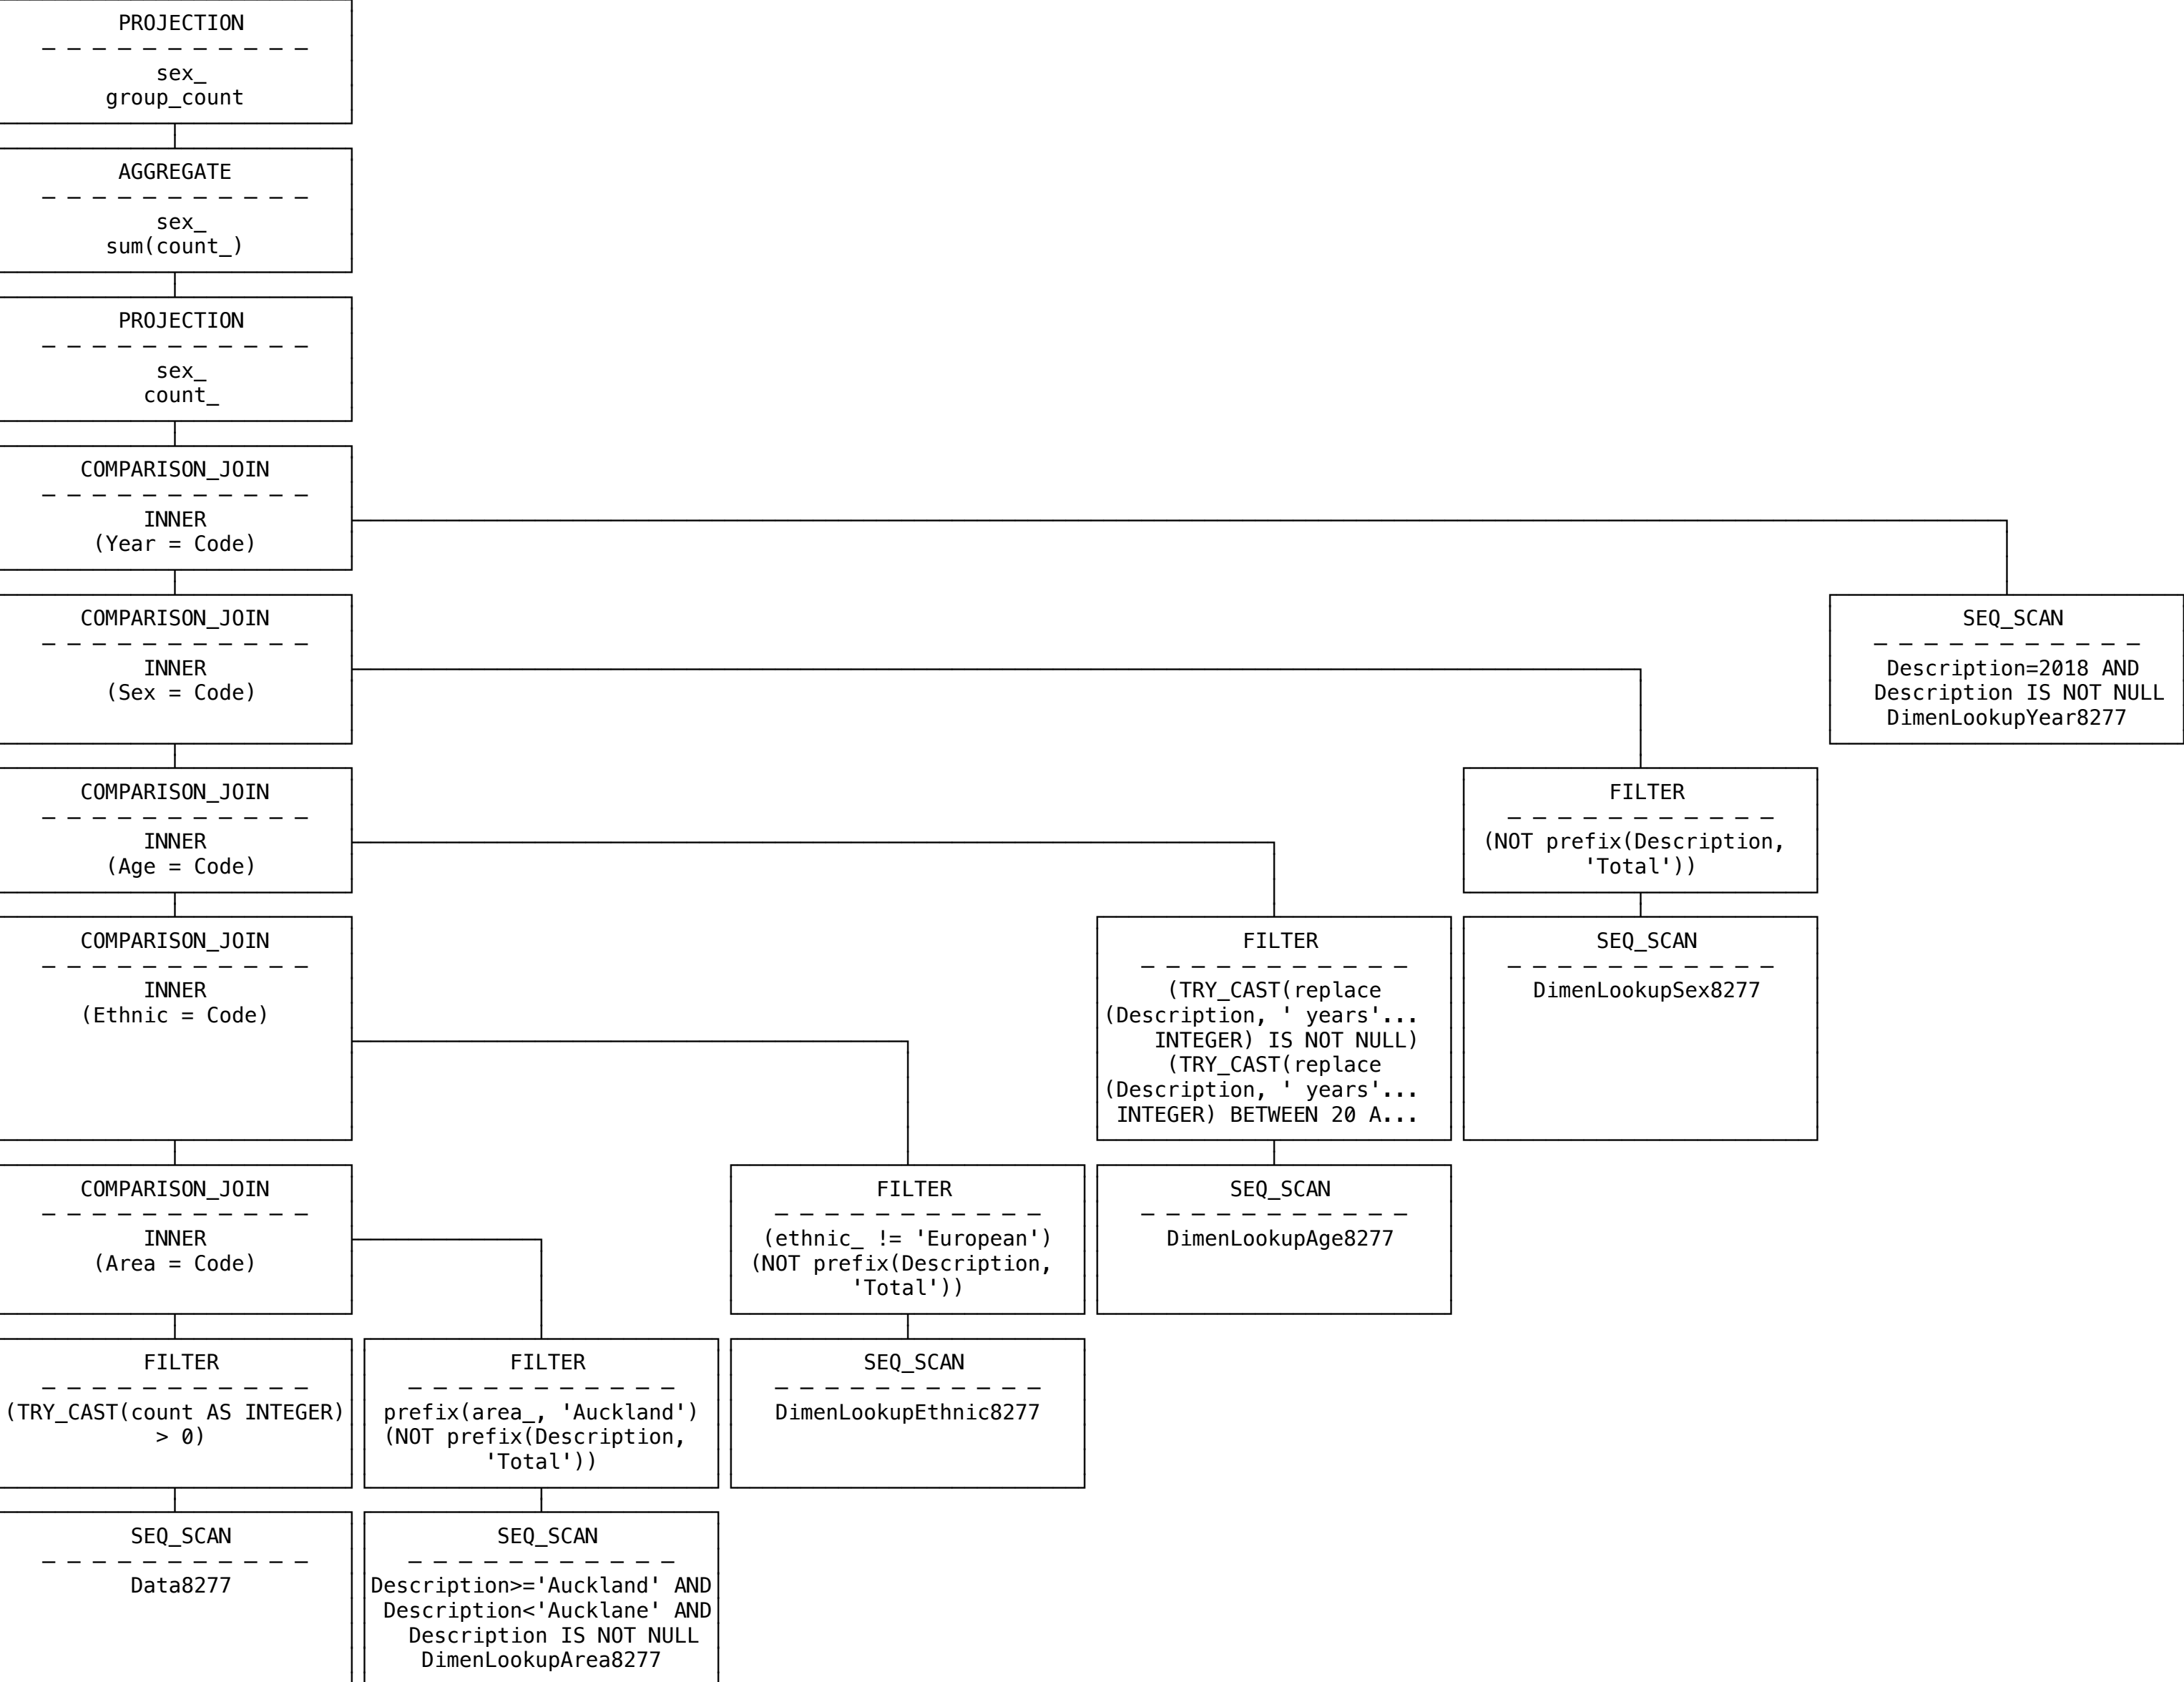 PROJECTION
sex_
group_count
AGGREGATE
sex_
sum(count_)
PROJECTION
sex_
count_
COMPARISON_JOIN
INNER
(Year = Code)
COMPARISON_JOIN
INNER
(Sex = Code)
SEQ_SCAN
Description=2018 AND
Description IS NOT NULL
DimenLookupYear8277
COMPARISON_JOIN
INNER
(Age = Code)
FILTER
(NOT prefix(Description,
'Total'))
COMPARISON_JOIN
INNER
(Ethnic = Code)
FILTER
(TRY_CAST(replace
(Description, ' years'...
INTEGER) IS NOT NULL)
(TRY_CAST(replace
(Description, ' years'...
INTEGER) BETWEEN 20 A...
SEQ_SCAN
DimenLookupSex8277
COMPARISON_JOIN
INNER
(Area = Code)
FILTER
(ethnic_ != 'European')
(NOT prefix(Description,
'Total'))
SEQ_SCAN
DimenLookupAge8277
FILTER
(TRY_CAST(count AS INTEGER)
> 0)
FILTER
prefix(area_, 'Auckland')
(NOT prefix(Description,
'Total'))
SEQ_SCAN
DimenLookupEthnic8277
SEQ_SCAN
Data8277
SEQ_SCAN
Description>='Auckland' AND
Description<'Aucklane' AND
Description IS NOT NULL
DimenLookupArea8277